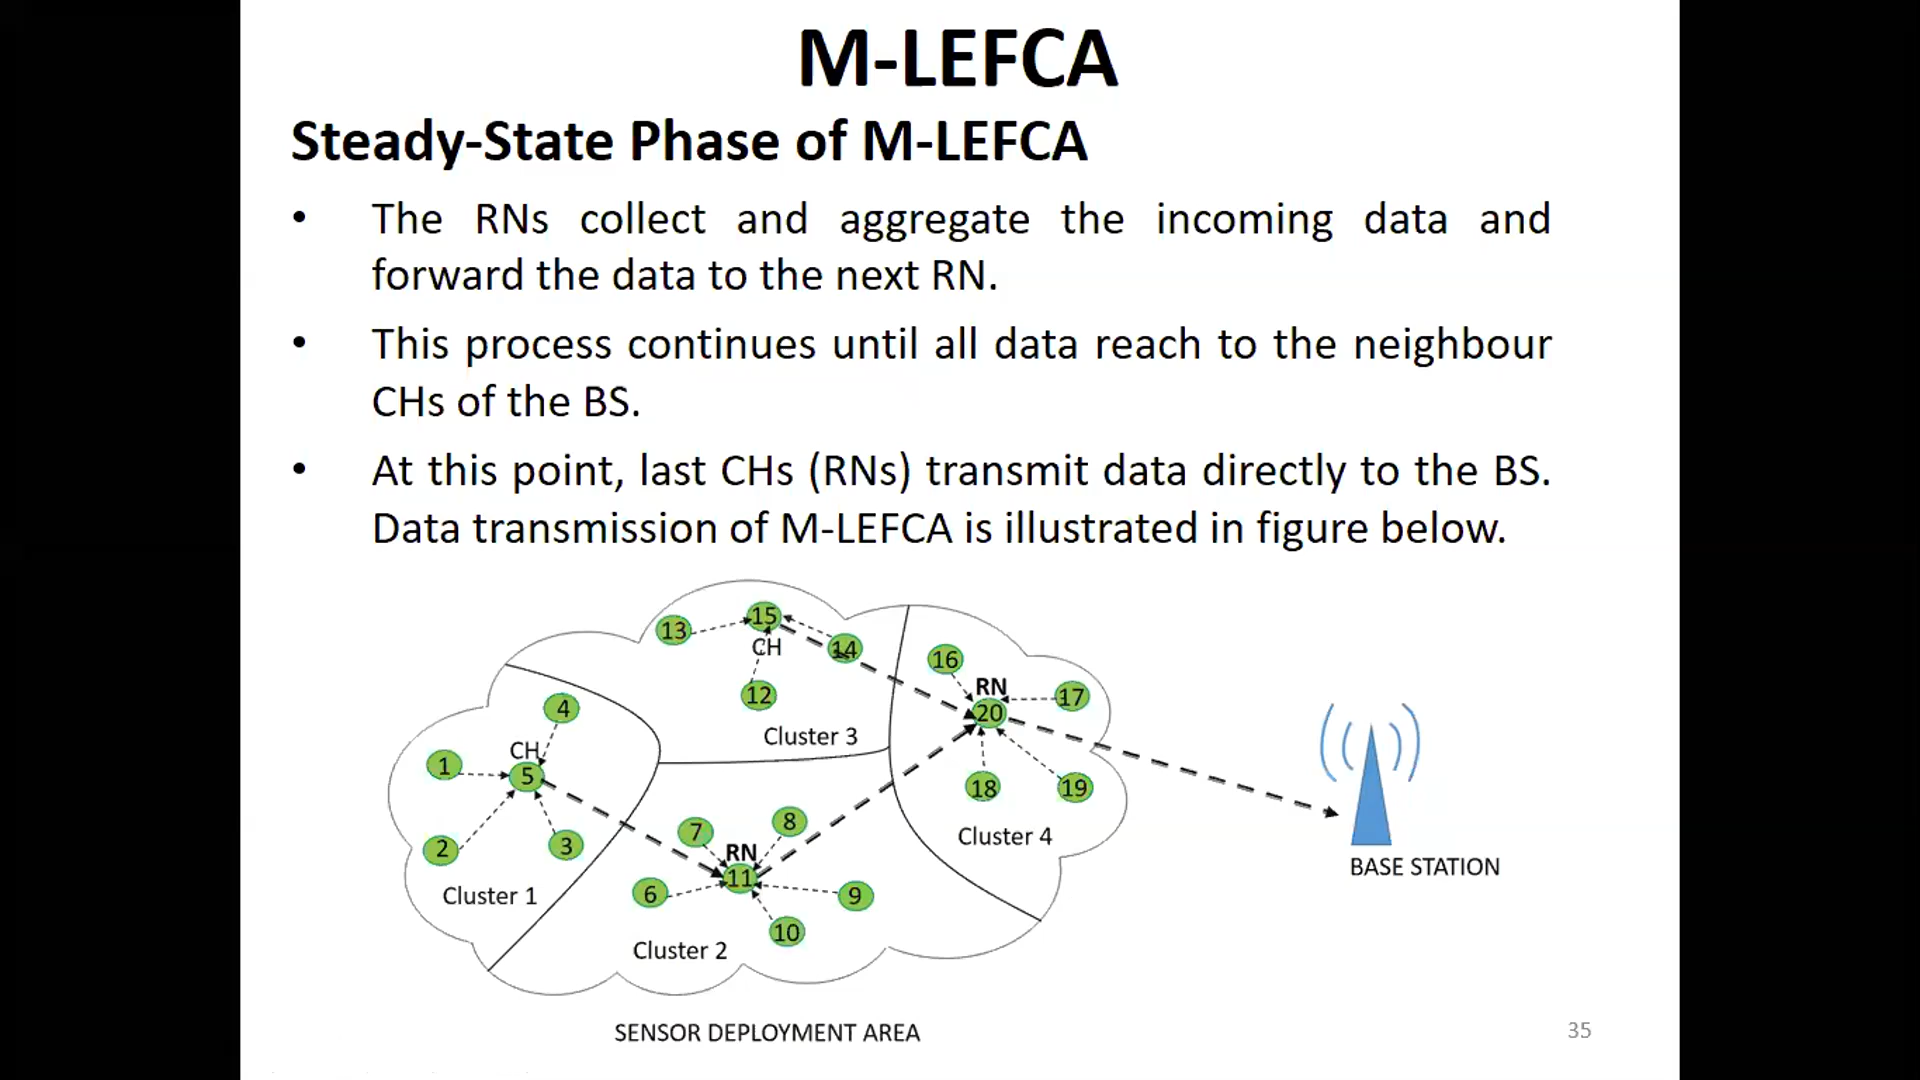 M-LEFCA
Steady-State Phase of M-LEFCA
• The RNs collect and aggregate the incoming data and
forward the data to the next RN.
• This process continues until all data reach to the neighbour
CHs of the BS.
• At this point, last CHs (RNs) transmit data directly to the BS.
Data transmission of M-LEFCA is illustrated in figure below.
13
15
CH
14
12
Cluster 3
16
RN
17
20
18
19
Cluster 4
4
CH
1
5
2
3
Cluster 1
7
8
RN
11
6
9
10
Cluster 2
BASE STATION
SENSOR DEPLOYMENT AREA
35